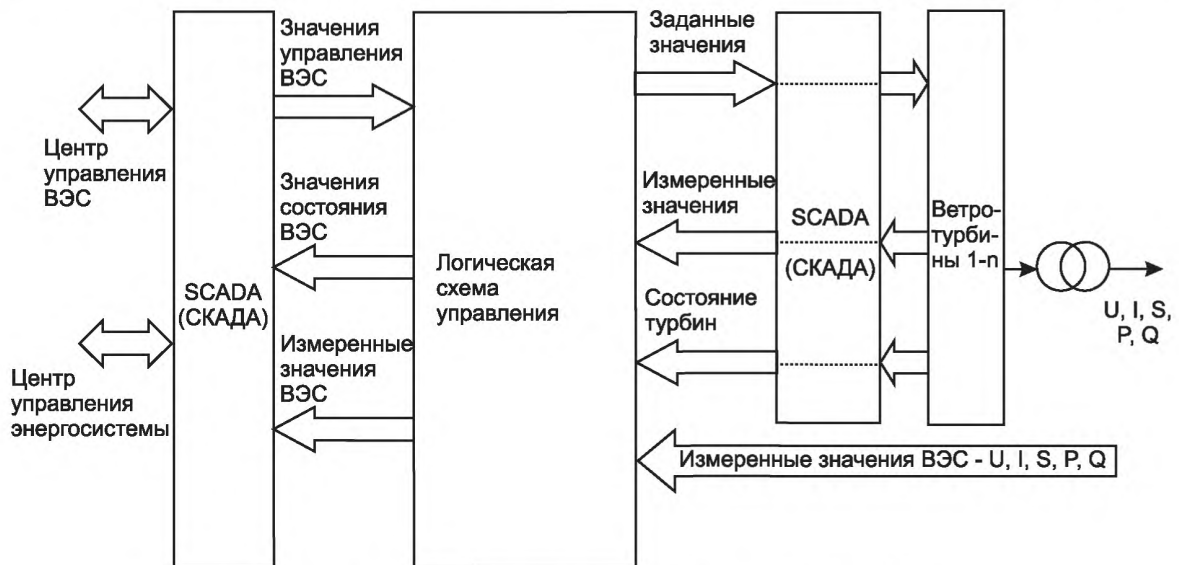 Центр
управления
ВЭС
Центр
управления
энергосистемы
SCADA
(СКАДА)
Значения
управления
ВЭС
Значения
состояния
ВЭС
Измеренные
значения
ВЭС
Логическая
схема
управления
Заданные
значения
Измеренные
значения
Состояние
турбин
SCADA
(СКАДА)
Ветро-
турби-
ны 1-n
U, I, S,
P, Q
Измеренные значения ВЭС - U, I, S, P, Q